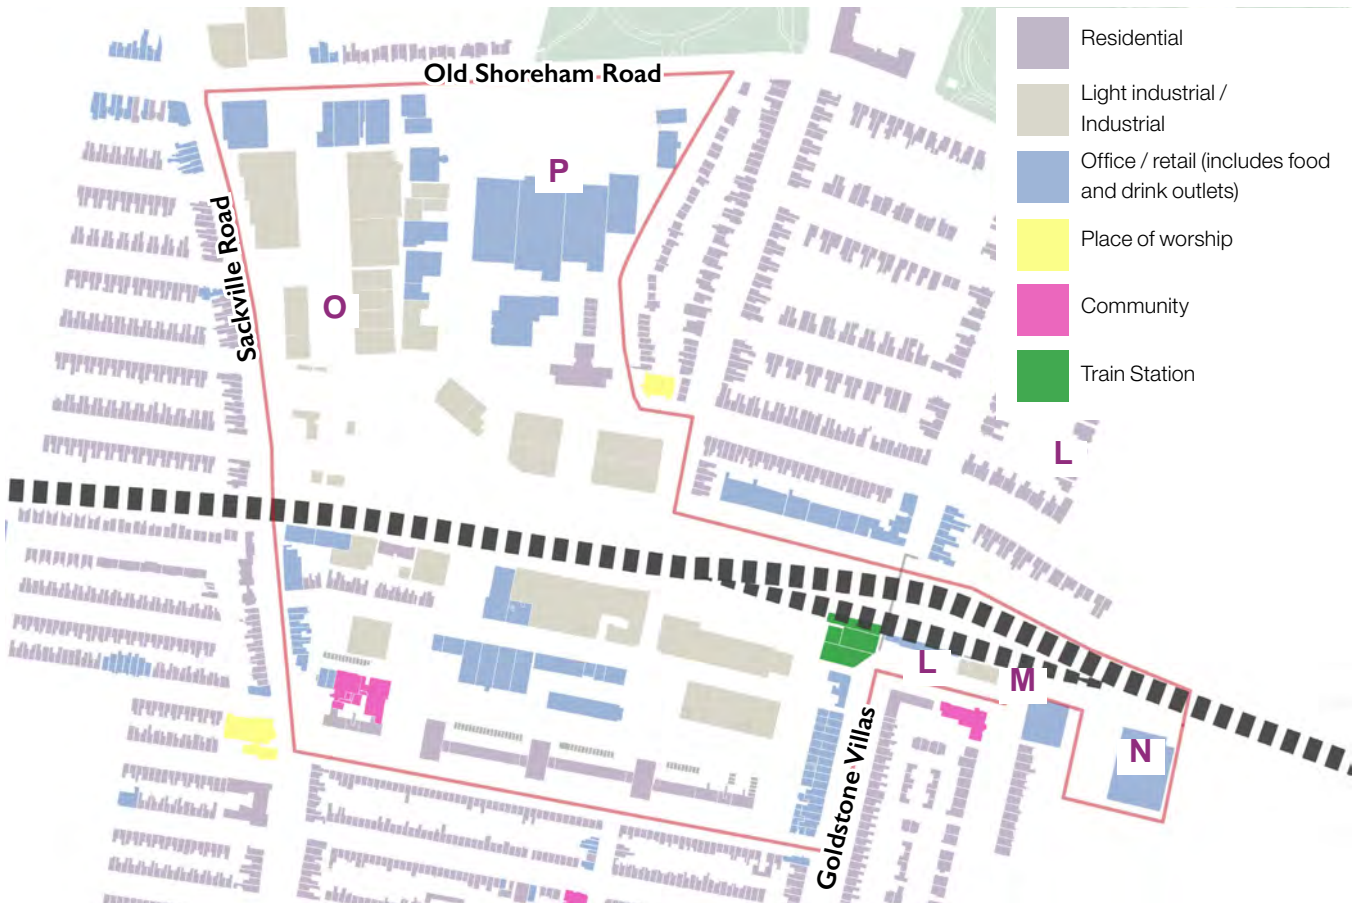 Residential
Old Shoreham Road
Light industrial /
Industrial
Office / retail (includes food
and drink outlets)
P
Sackville Road
Place of worship
O
Community
Train Station
L
L
M
Goldstone Villas
N